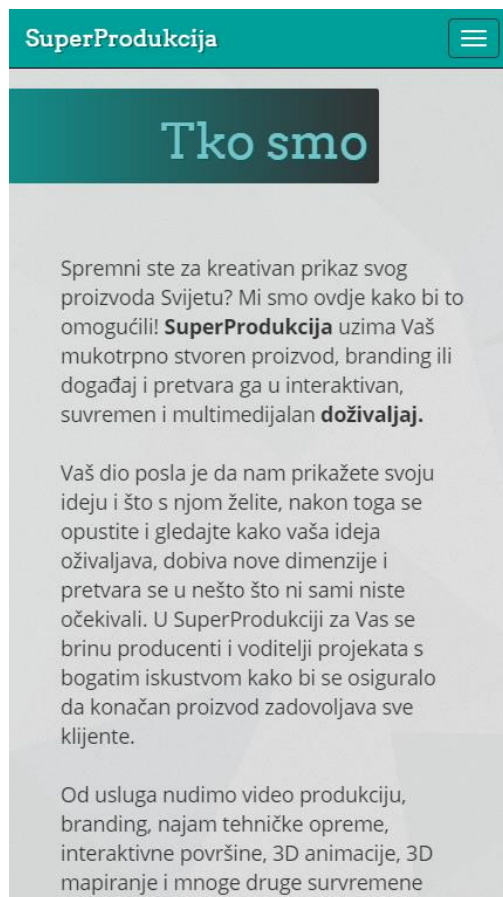 SuperProdukcija
Tko smo
Spremni ste za kreativan prikaz svog
proizvoda Svijetu? Mi smo ovdje kako bi to
omogućili! SuperProdukcija uzima Vaš
mukotrpno stvoren proizvod, branding ili
događaj i pretvara ga u interaktivan,
suvremen i multimedijalan doživaljaj.
Vaš dio posla je da nam prikažete svoju
ideju i što s njom želite, nakon toga se
opustite i gledajte kako vaša ideja
oživaljava, dobiva nove dimenzije i
pretvara se u nešto što ni sami niste
očekivali. U SuperProdukciji za Vas se
brinu producenti i voditelji projekata s
bogatim iskustvom kako bi se osiguralo
da konačan proizvod zadovoljava sve
klijente.
Od usluga nudimo video produkciju,
branding, najam tehničke opreme,
interaktivne površine, 3D animacije, 3D
mapiranje i mnoge druge survremene